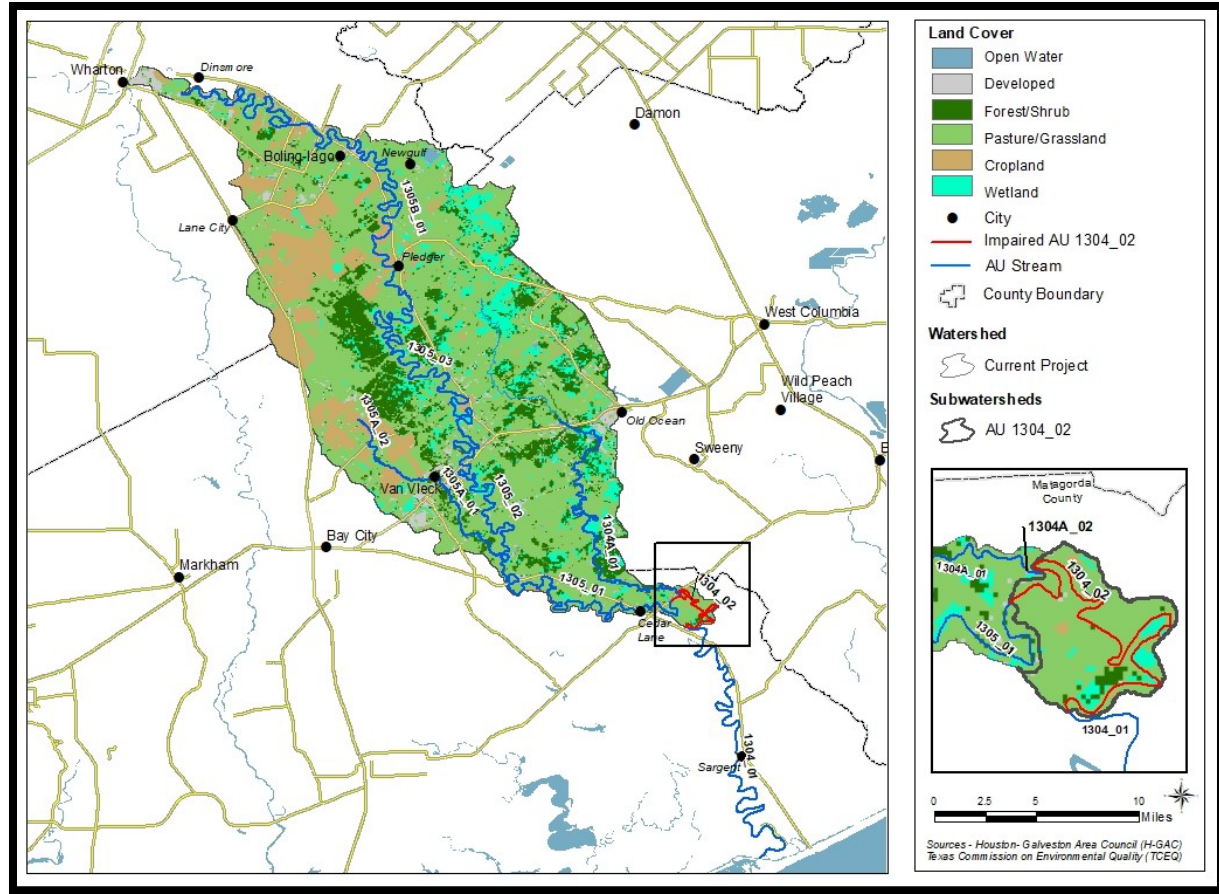 Wharton
Dinsmore
Damon
Boling-Iago
Newgulf
1305B_01
Lane City
Pledger
West Columbia
1305_03
Wild Peach
Village
1305A_02
Old Ocean
Sweeny
Van Vleck
1305A_01
1305_02
1304A_01
Bay City
Markham
1305_01
1304_02
Cedar
Lane
Sargent
1304_01
Land Cover
Open Water
Developed
Forest/Shrub
Pasture/Grassland
Cropland
Wetland
City
Impaired AU 1304_02
AU Stream
County Boundary
Watershed
Current Project
Subwatersheds
AU 1304_02
Matagorda
County
1304A_02
1304A_01
1304_02
1305_01
1304_01
0 2.5 5 10
Miles
Sources - Houston- Galveston Area Council (H-GAC)
Texas Commission on Environmental Quality (TCEQ)